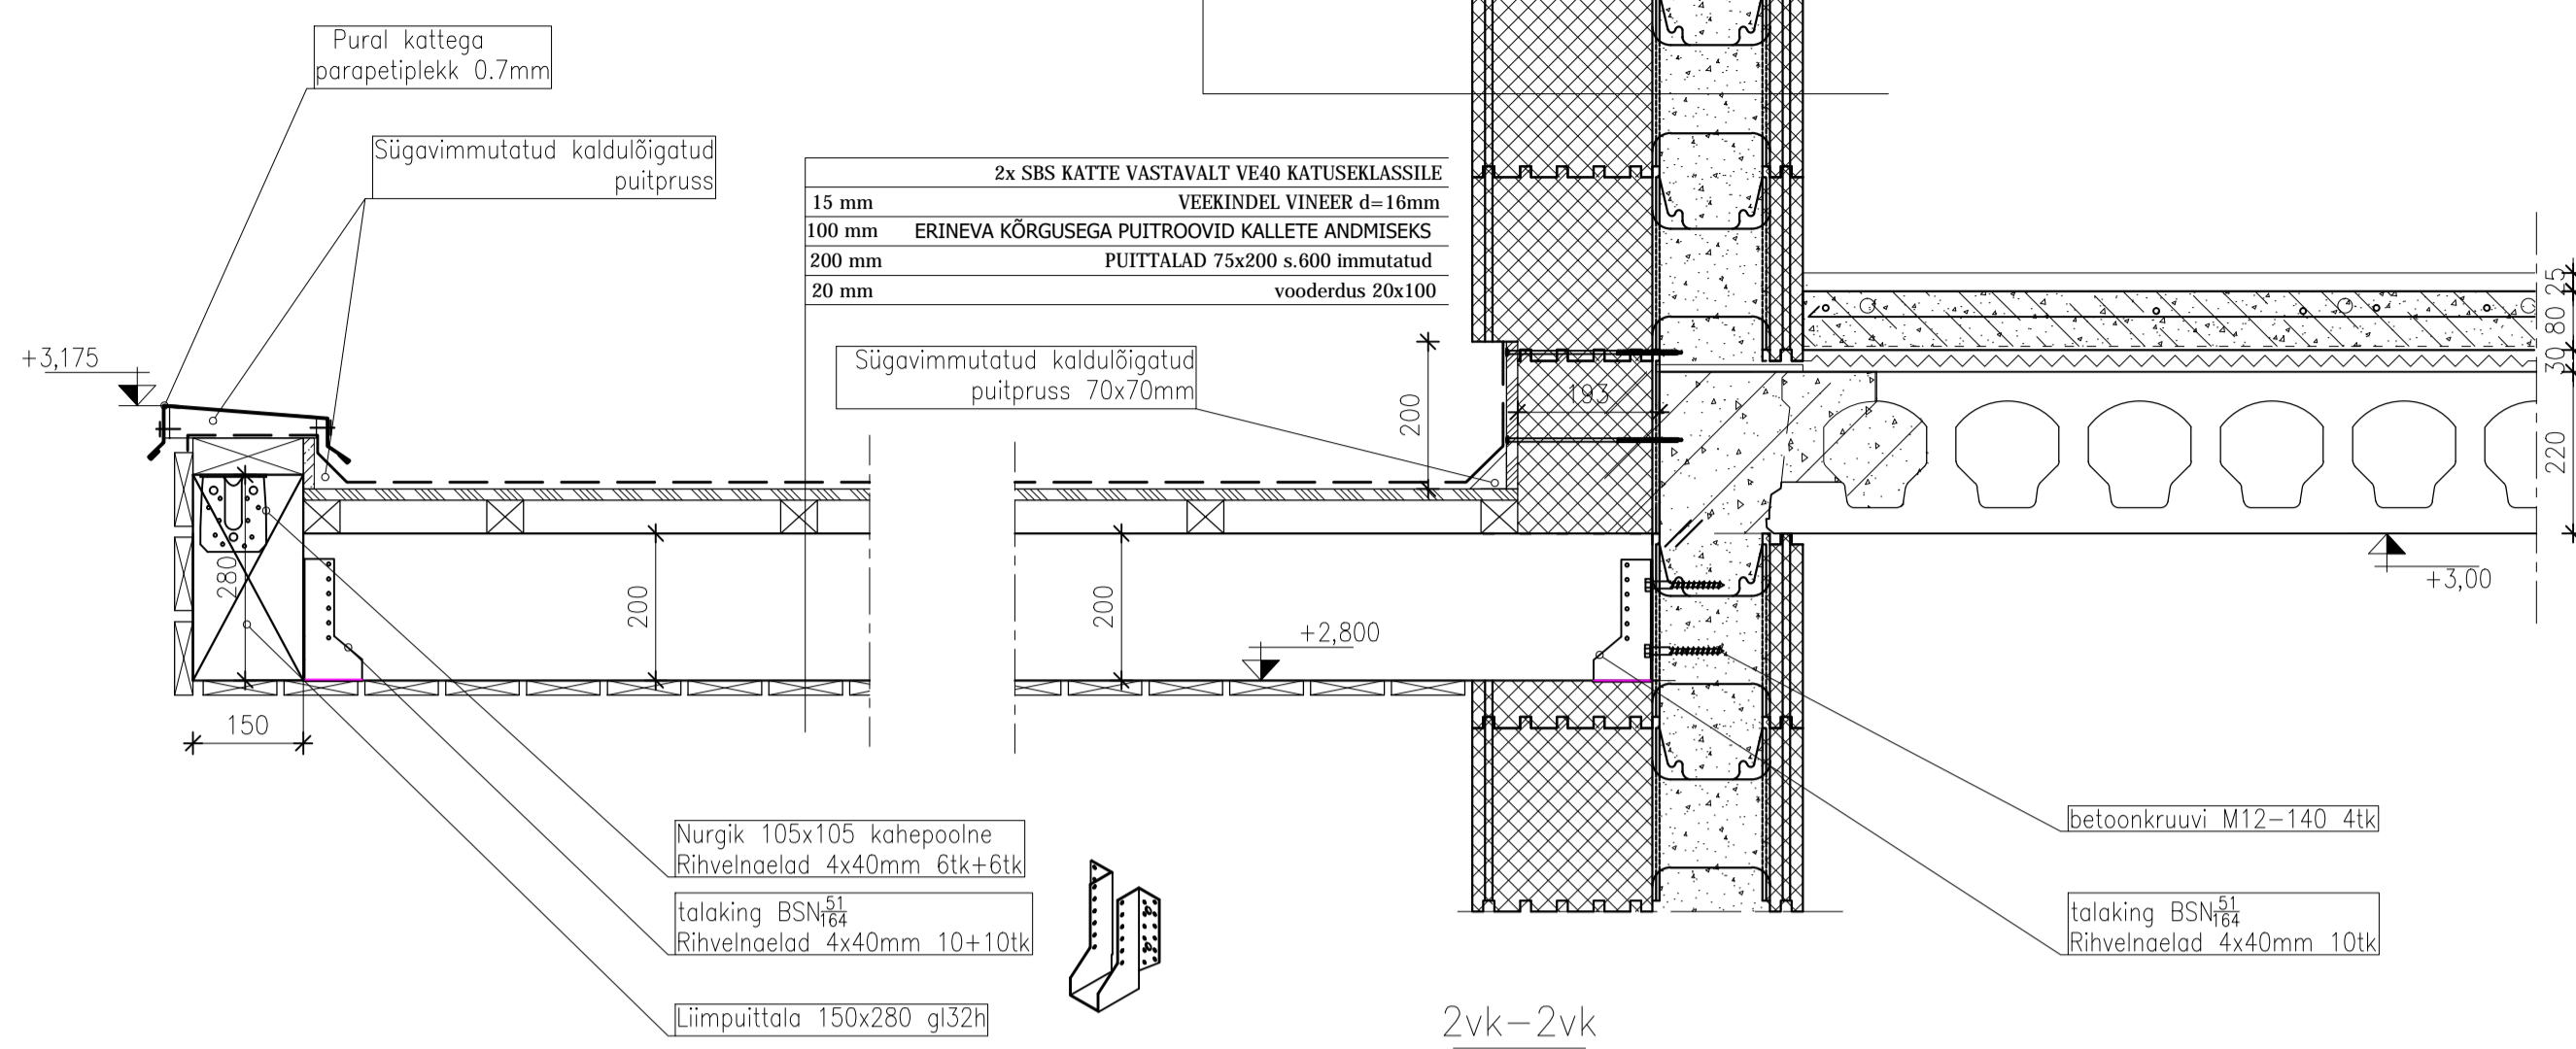 Pural kattega
parapetiplekk 0.7mm
Sügavimmutatud kaldulõigatud
puitpruss
2x SBS KATTE VASTAVALT VE40 KATUSEKLASSILE
15 mm VEEKINDEL VINEER d=16mm
100 mm ERINEVA KÕRGUSEGA PUITROOVID KALLETE ANDMISEKS
200 mm PUITTALAD 75x200 s.600 immutatud
20 mm vooderdus 20x100
Sügavimmutatud kaldulõigatud
puitpruss 70x70mm
+3,175
200
193
25
80
30
220
+3,00
280
200
200
+2,800
150
Nurgik 105x105 kahepoolne
Rihvelnaelad 4x40mm 6tk+6tk
talaking BSN 51/164
Rihvelnaelad 4x40mm 10+10tk
Liimpuittala 150x280 gl32h
betoonkruuvi M12-140 4tk
talaking BSN 51/164
Rihvelnaelad 4x40mm 10tk
2vk-2vk